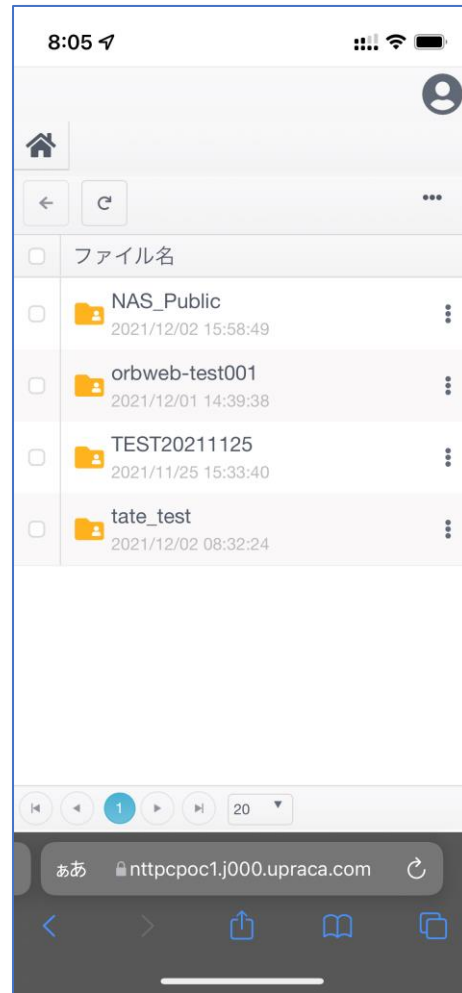 8:05
ファイル名
NAS_Public
2021/12/02 15:58:49
orbweb-test001
2021/12/01 14:39:38
TEST20211125
2021/11/25 15:33:40
tate_test
2021/12/02 08:32:24
1
20
ぁあ nttpcpoc1.j000.upraca.com